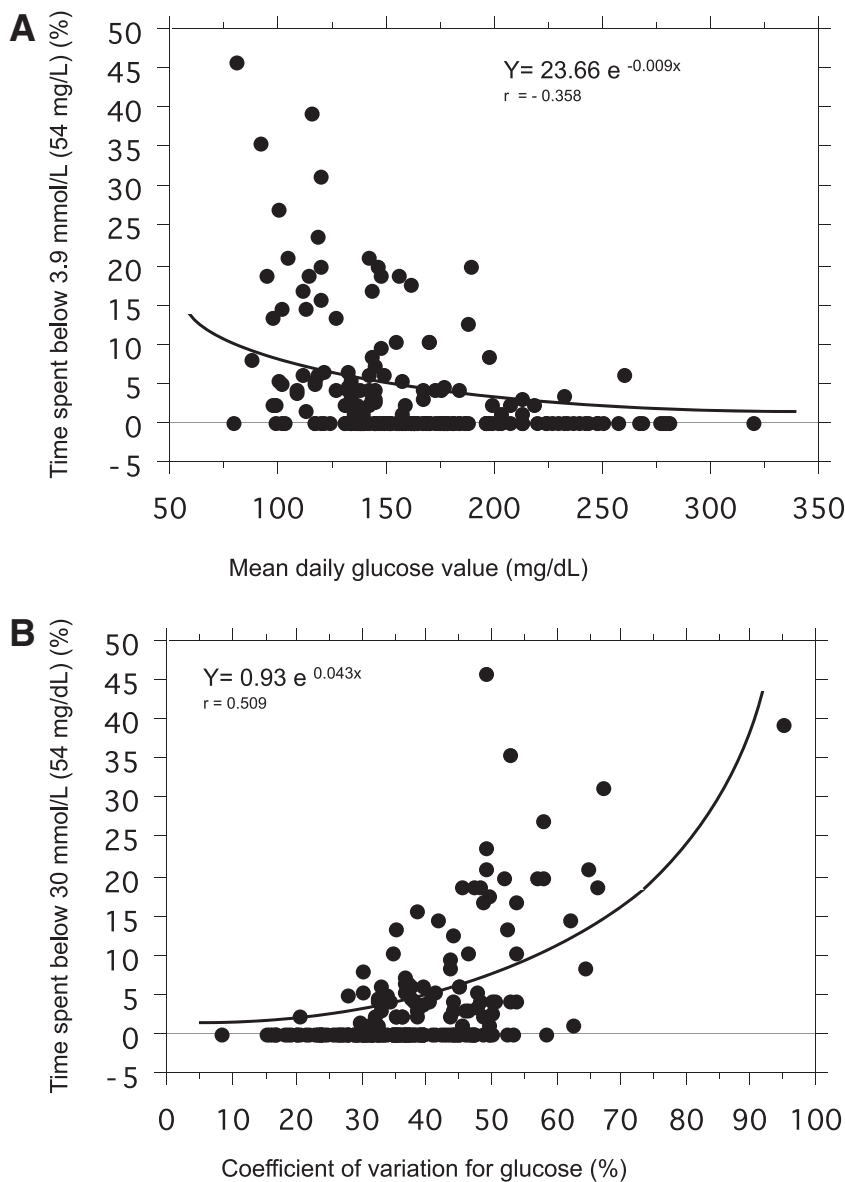 A
Time spent below 3.9 mmol/L (54 mg/L) (%)
50
45
40
35
30
25
20
15
10
5
0
-5
Y= 23.66 e -0.009x
r = - 0.358
50 100 150 200 250 300 350
Mean daily glucose value (mg/dL)
B
Time spent below 30 mmol/L (54 mg/dL) (%)
50
45
40
35
30
25
20
15
10
5
0
-5
Y= 0.93 e 0.043x
r = 0.509
0 10 20 30 40 50 60 70 80 90 100
Coefficient of variation for glucose (%)